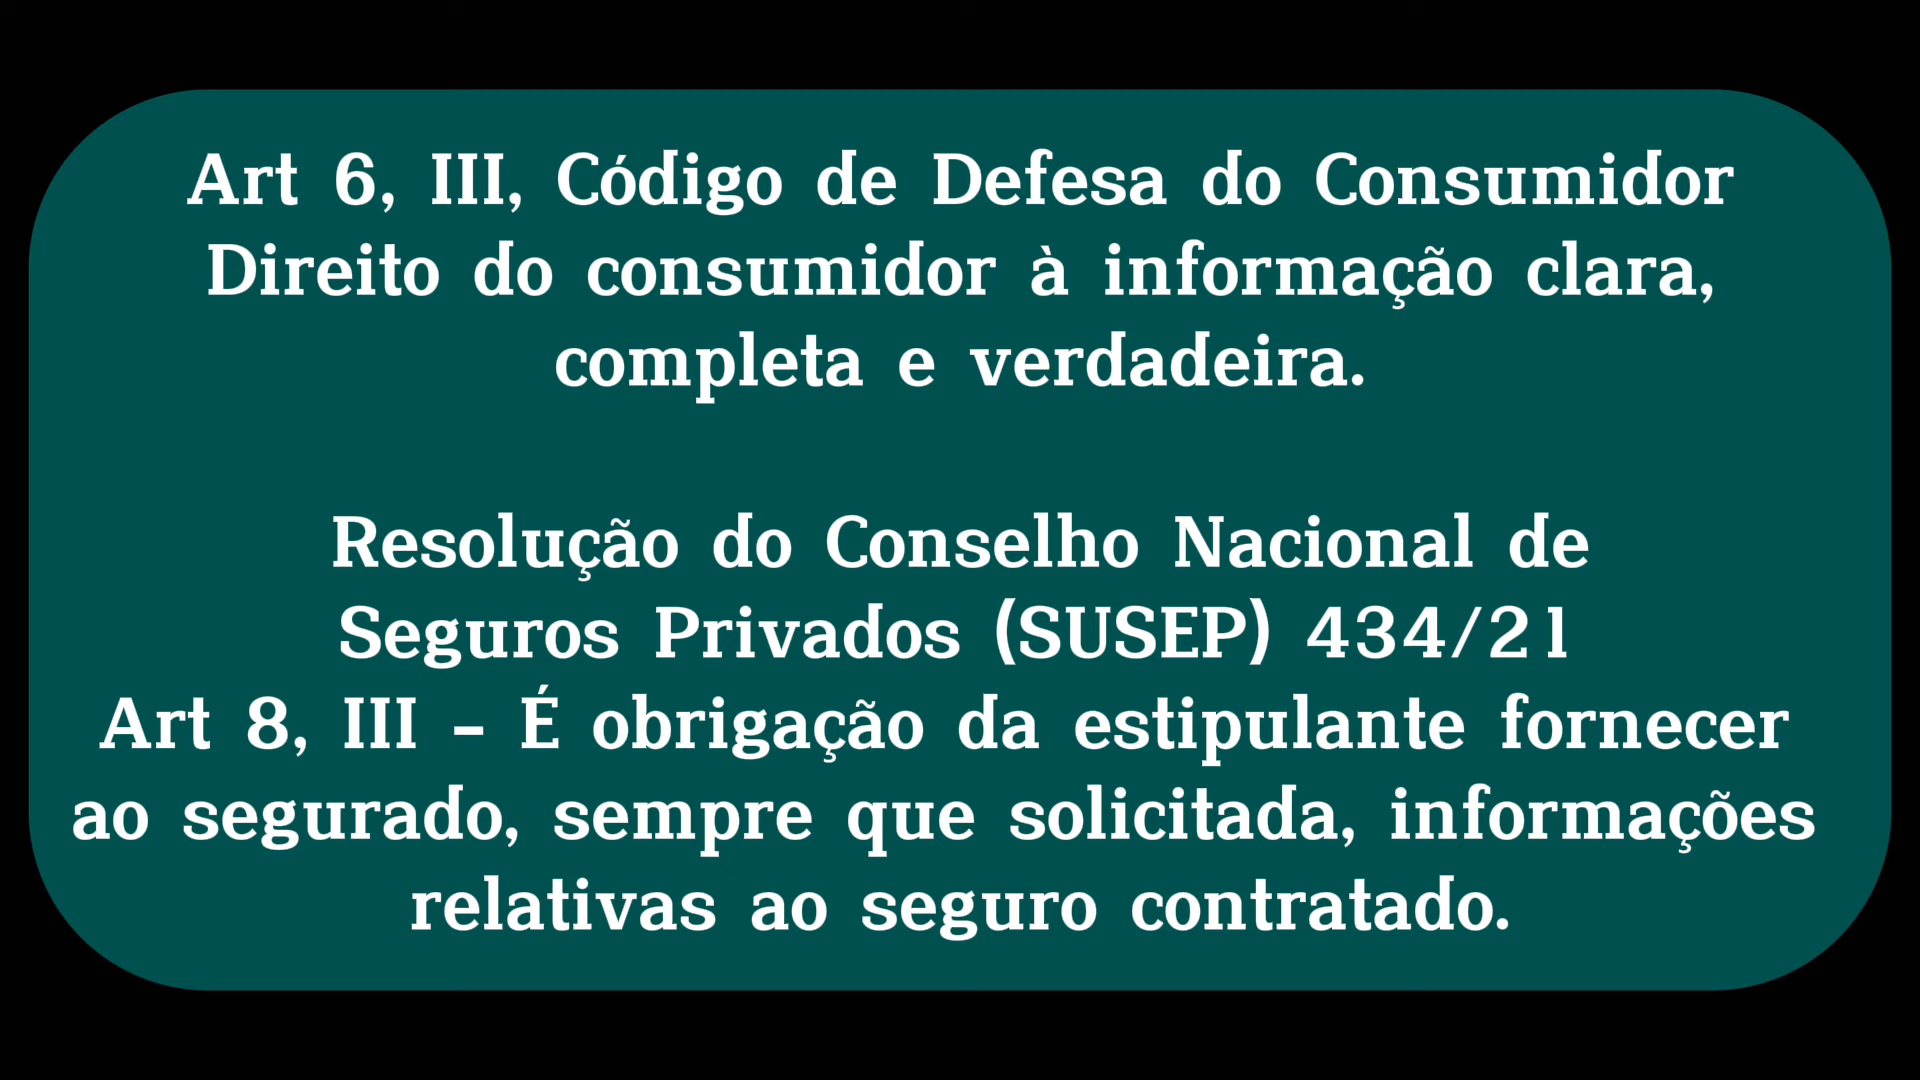 Art 6, III, Código de Defesa do Consumidor
Direito do consumidor à informação clara,
completa e verdadeira.
Resolução do Conselho Nacional de
Seguros Privados (SUSEP) 434/21
Art 8, III - É obrigação da estipulante fornecer
ao segurado, sempre que solicitada, informações
relativas ao seguro contratado.